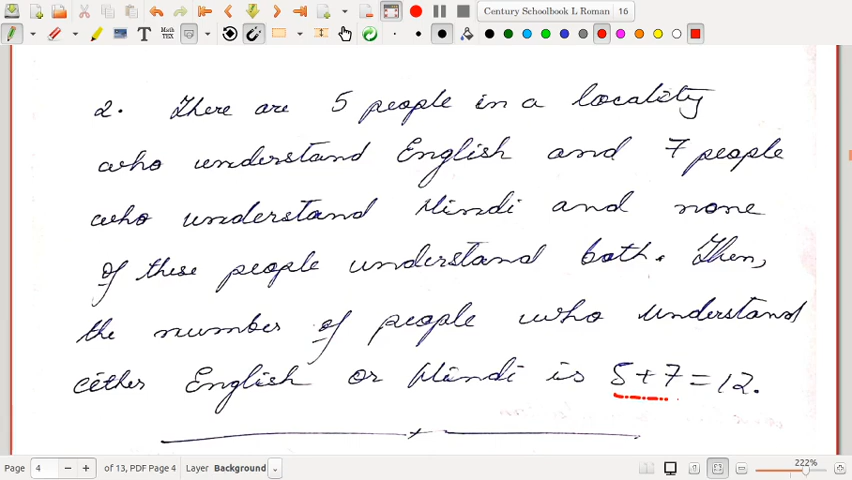 Century Schoolbook L Roman 16
T Math TEX
2. There are 5 people in a locality
who understand English and 7 people
who understand Hindi and none
of these people understand both. Then,
the number of people who understand
either English or Hindi is 5+7=12.
Page 4 of 13, PDF Page 4 Layer Background 222%